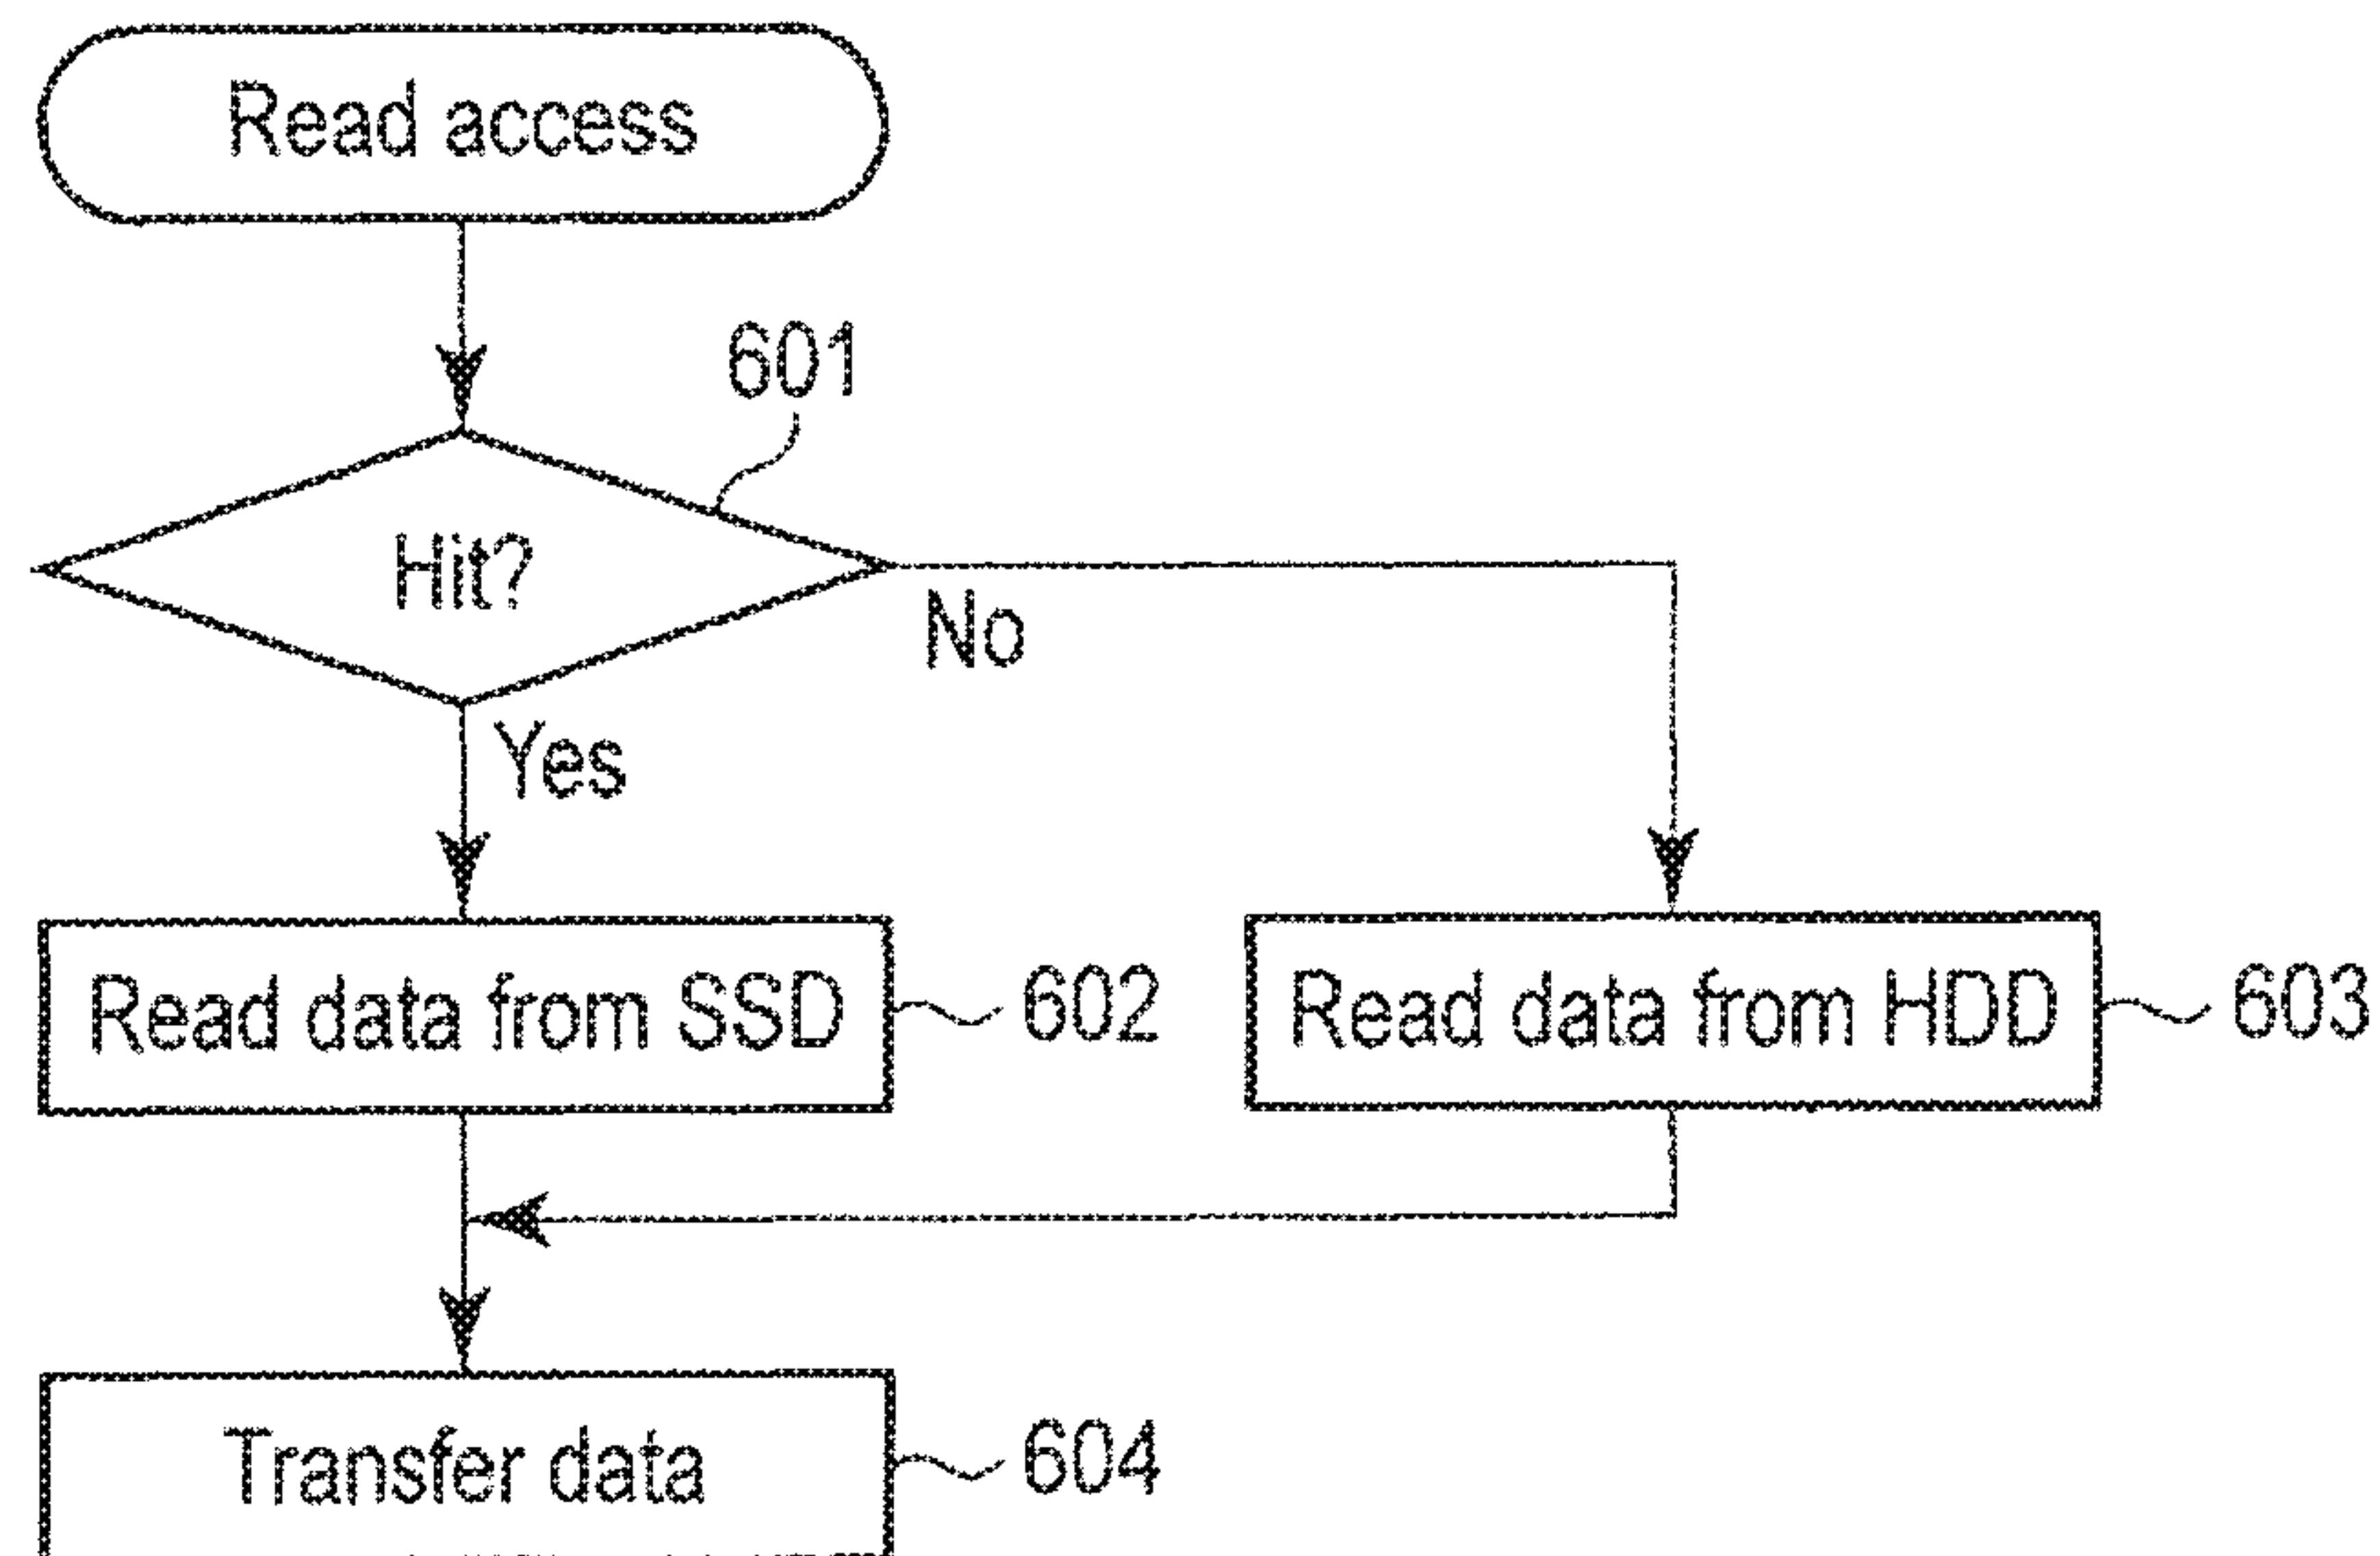 Read access
601
Hit?
No
Yes
Read data from SSD
602
Read data from HDD
603
Transfer data
604